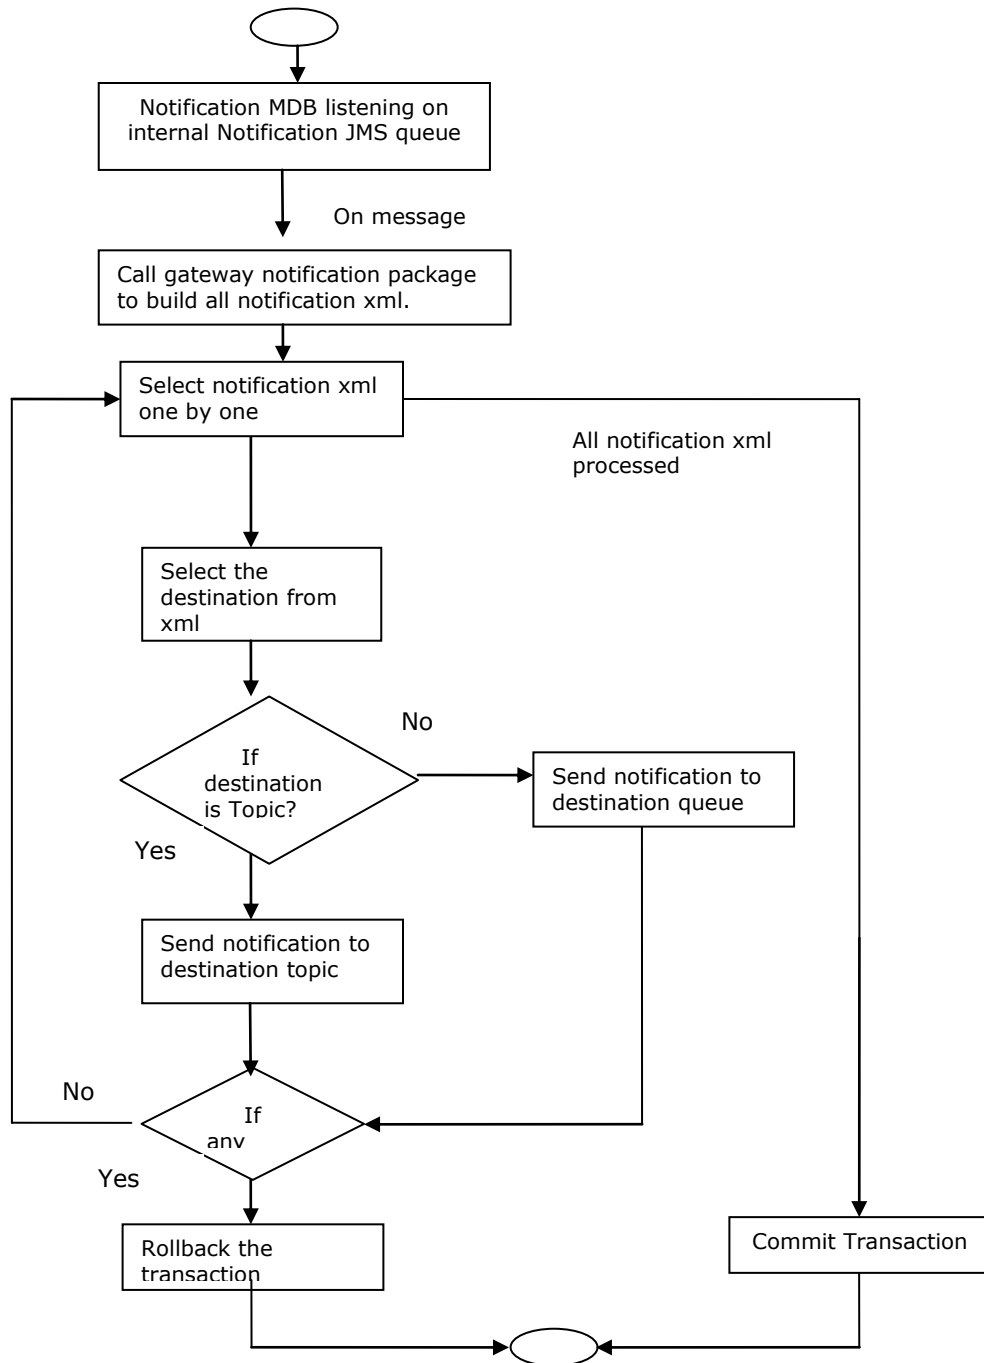 Notification MDB listening on
internal Notification JMS queue
On message
Call gateway notification package
to build all notification xml.
Select notification xml
one by one
All notification xml
processed
Select the
destination from
xml
No
If
destination
is Topic?
Send notification to
destination queue
Yes
Send notification to
destination topic
No
If
any
Yes
Rollback the
transaction
Commit Transaction